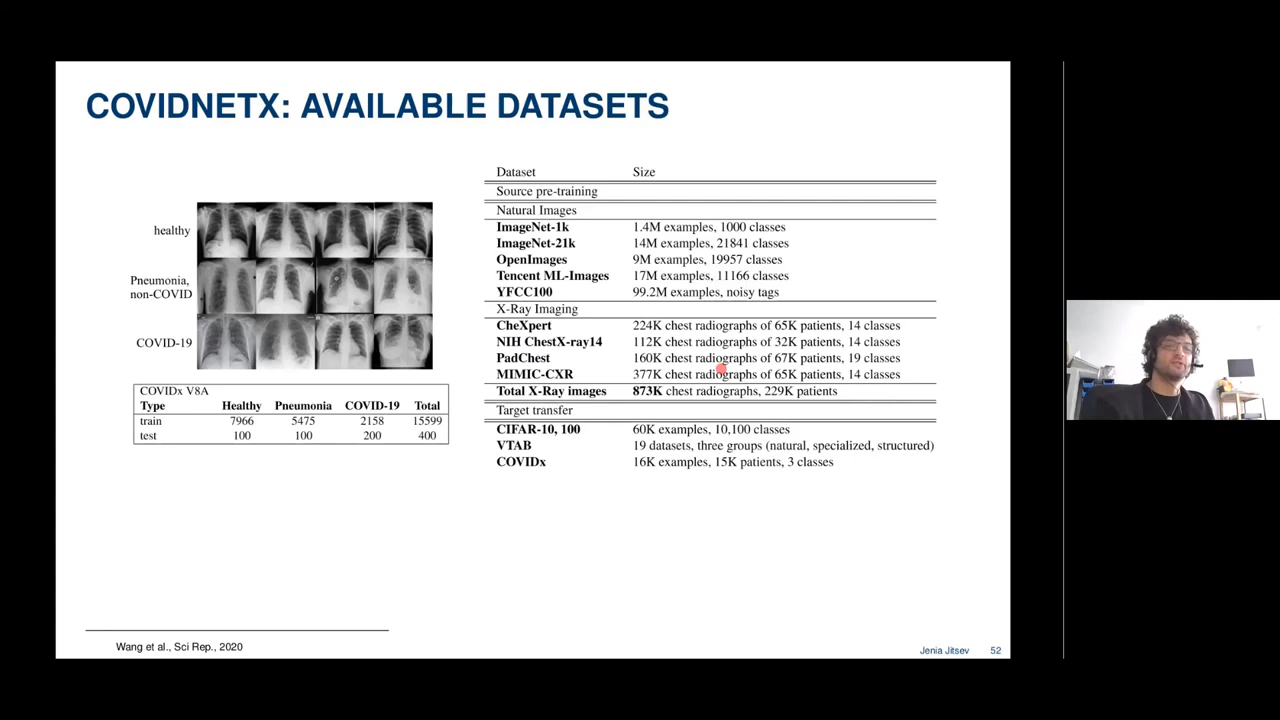 COVIDNETX: AVAILABLE DATASETS
healthy
Pneumonia,
non-COVID
COVID-19
COVIDx V8A
Type Healthy Pneumonia COVID-19 Total
train 7966 5475 2158 15599
test 100 100 200 400
Dataset Size
Source pre-training
Natural Images
ImageNet-1k 1.4M examples, 1000 classes
ImageNet-21k 14M examples, 21841 classes
OpenImages 9M examples, 19957 classes
Tencent ML-Images 17M examples, 11166 classes
YFCC100 99.2M examples, noisy tags
X-Ray Imaging
CheXpert 224K chest radiographs of 65K patients, 14 classes
NIH ChestX-ray14 112K chest radiographs of 32K patients, 14 classes
PadChest 160K chest radiographs of 67K patients, 19 classes
MIMIC-CXR 377K chest radiographs of 65K patients, 14 classes
Total X-Ray images 873K chest radiographs, 229K patients
Target transfer
CIFAR-10, 100 60K examples, 10,100 classes
VTAB 19 datasets, three groups (natural, specialized, structured)
COVIDx 16K examples, 15K patients, 3 classes
Wang et al., Sci Rep., 2020
Jenia Jitsev 52